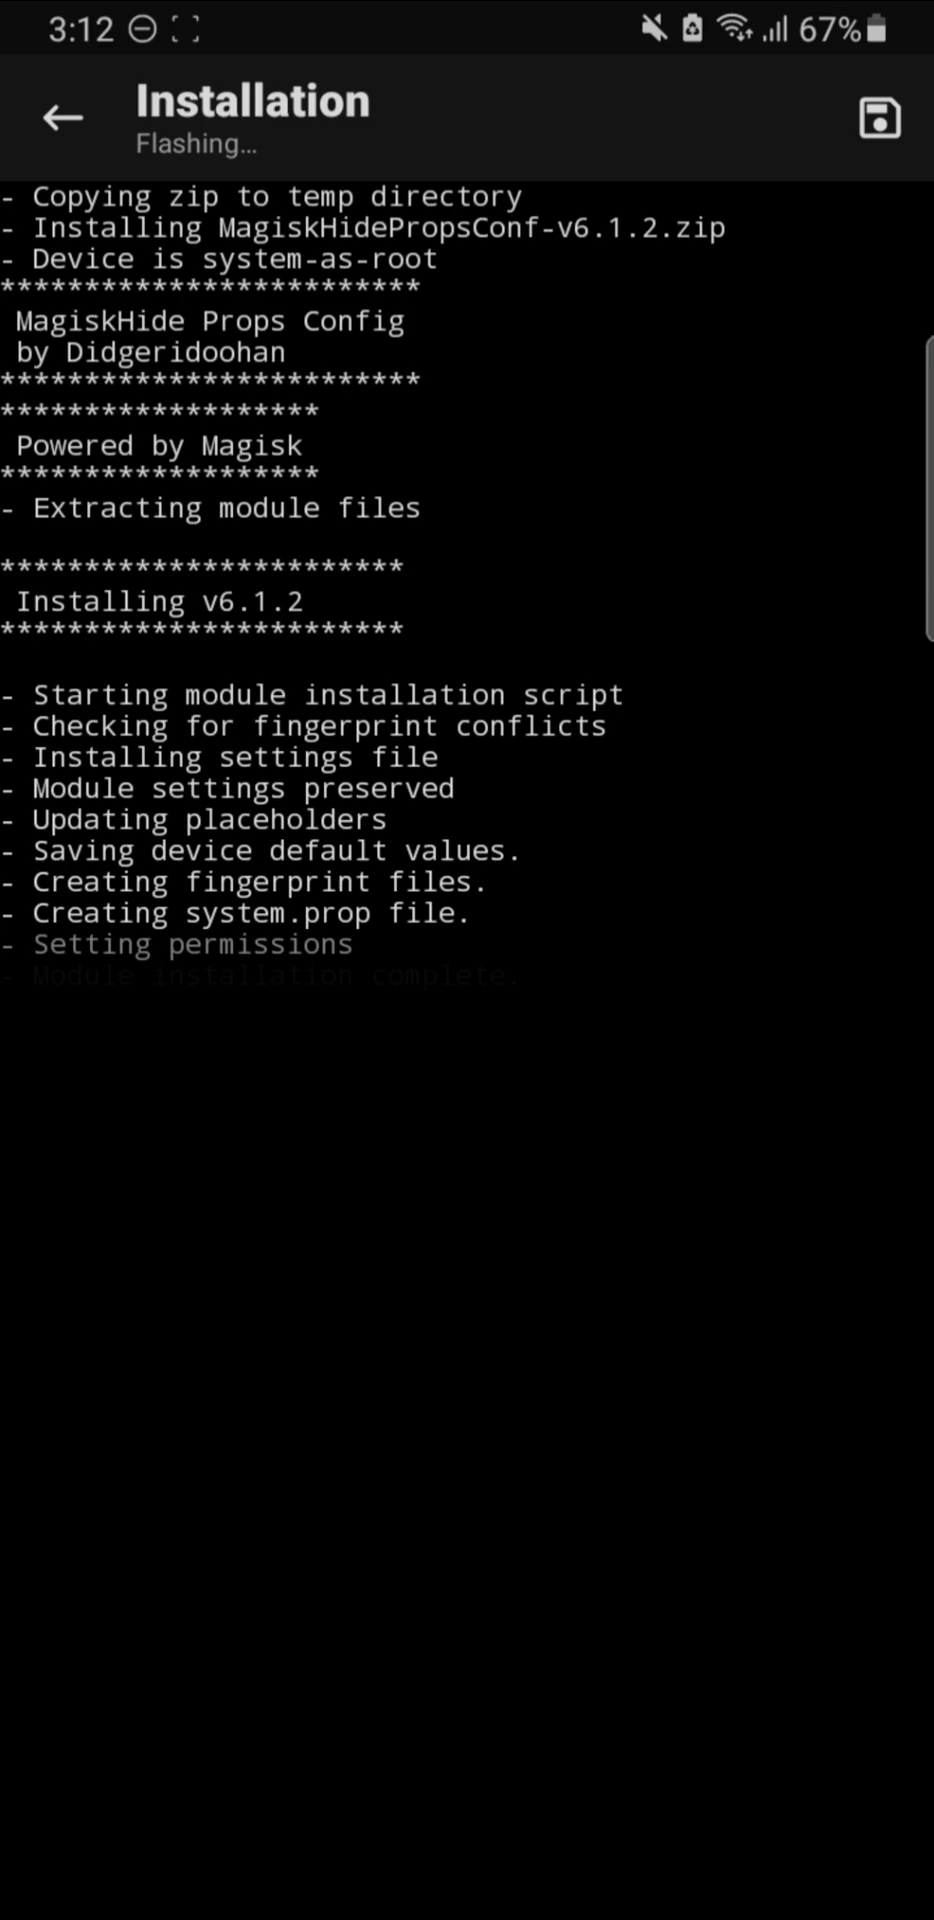 3:12 67%
Installation
Flashing...
- Copying zip to temp directory
- Installing MagiskHidePropsConf-v6.1.2.zip
- Device is system-as-root
*************************
MagiskHide Props Config
by Didgeridoohan
*************************
*******************
Powered by Magisk
*******************
- Extracting module files
************************
Installing v6.1.2
************************
- Starting module installation script
- Checking for fingerprint conflicts
- Installing settings file
- Module settings preserved
- Updating placeholders
- Saving device default values.
- Creating fingerprint files.
- Creating system.prop file.
- Setting permissions
- Module installation complete.